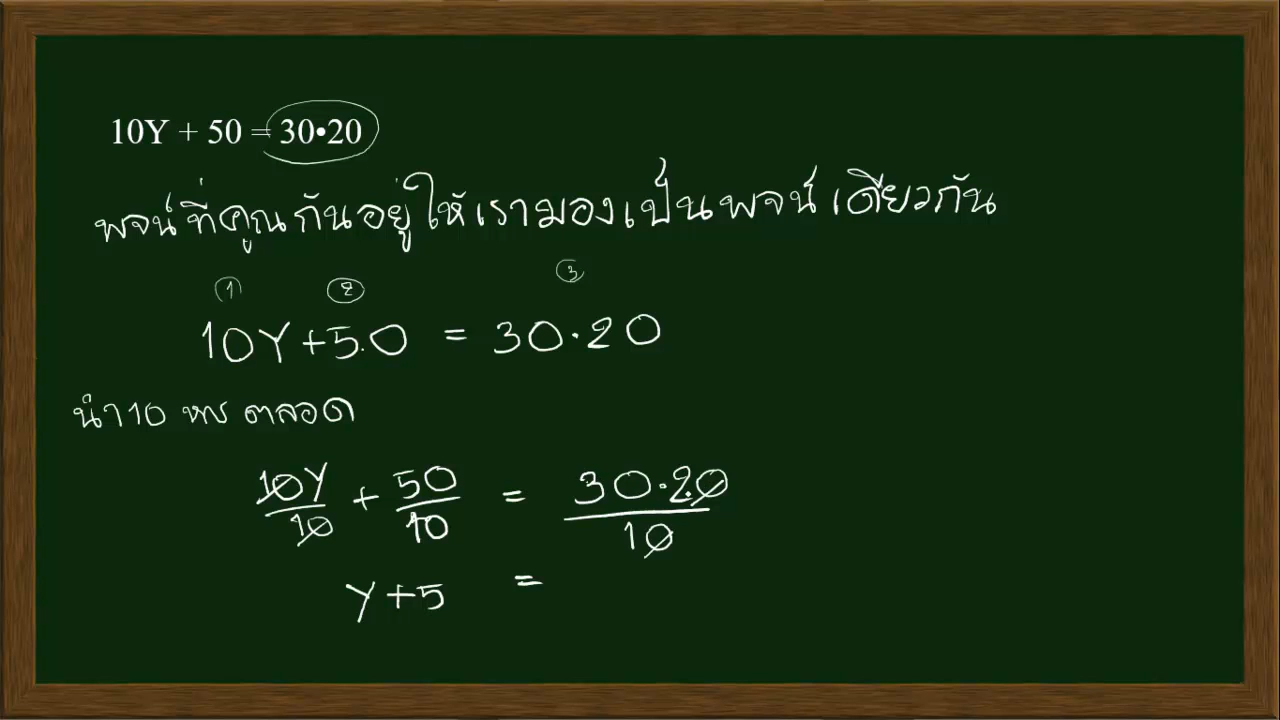 10Y + 50 = 30•20
พจน์ที่คูณกันอยู่ให้เรามองเป็นพจน์เดียวกัน
1 2 3
10Y+50 = 30·20
นำ10 หาร ตลอด
10Y/10 + 50/10 = 30·20/10
Y+5 =